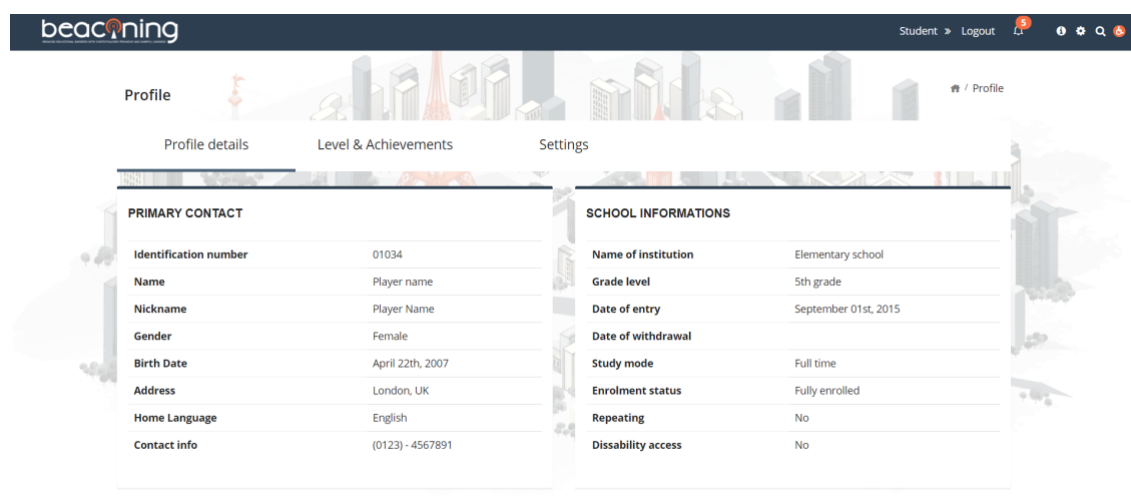 beaconing
Student » Logout 5
Profile
/ Profile
Profile details Level & Achievements Settings
PRIMARY CONTACT
Identification number 01034
Name Player name
Nickname Player Name
Gender Female
Birth Date April 22th, 2007
Address London, UK
Home Language English
Contact info (0123) - 4567891
SCHOOL INFORMATIONS
Name of institution Elementary school
Grade level 5th grade
Date of entry September 01st, 2015
Date of withdrawal
Study mode Full time
Enrolment status Fully enrolled
Repeating No
Dissability access No